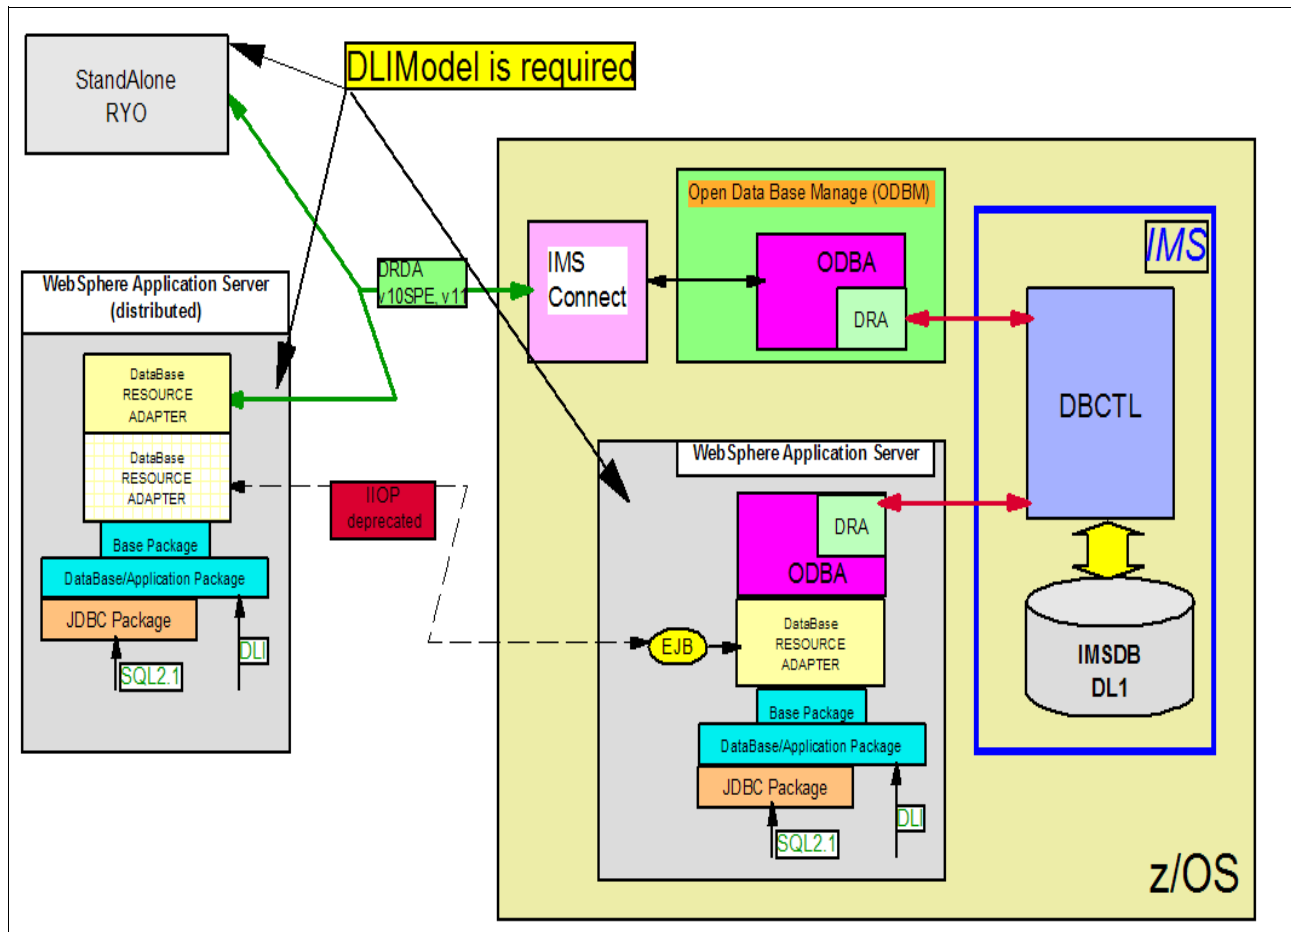 StandAlone
RYO
DLIModel is required
Open Data Base Manage (ODBM)
IMS
Connect
ODBA
DRA
IMS
DBCTL
IMSDB
DL1
DRDA
v10SPE, v11
WebSphere Application Server
(distributed)
DataBase
RESOURCE
ADAPTER
DataBase
RESOURCE
ADAPTER
Base Package
DataBase/Application Package
JDBC Package
SQL2.1
DLI
IIOP
deprecated
WebSphere Application Server
DRA
ODBA
EJB
DataBase
RESOURCE
ADAPTER
Base Package
DataBase/Application Package
JDBC Package
SQL2.1
DLI
z/OS